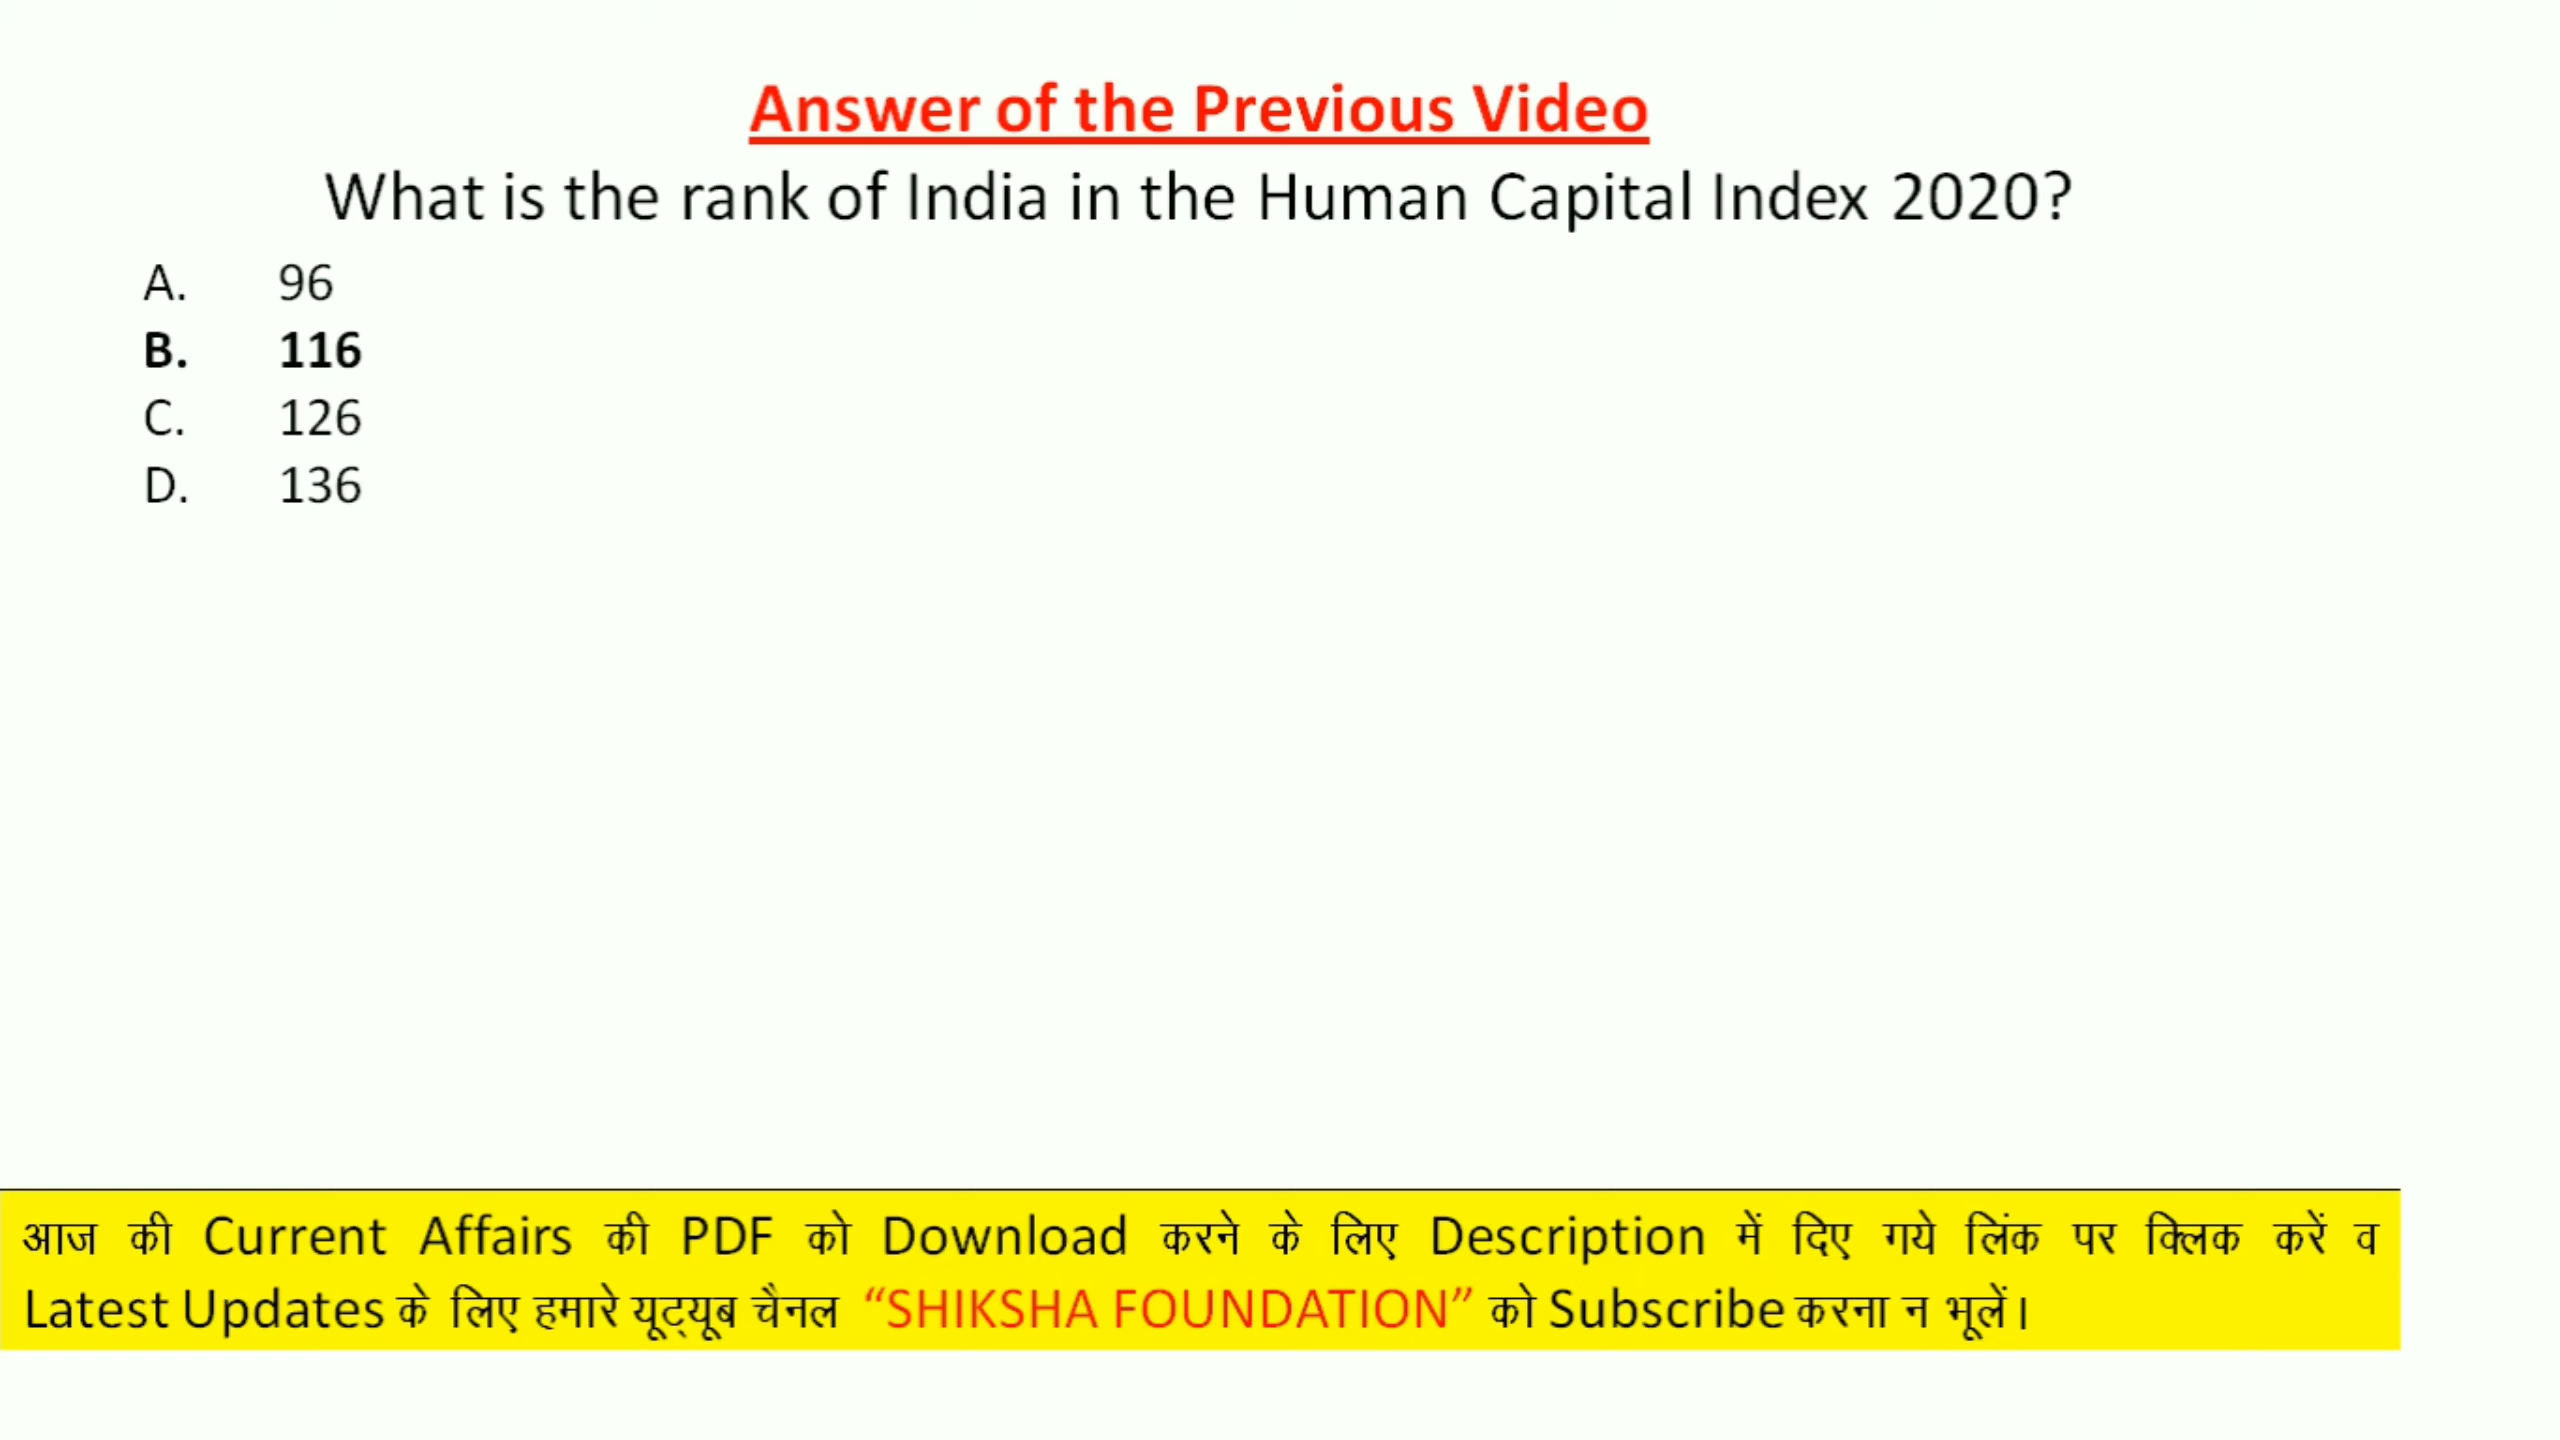 Answer of the Previous Video
What is the rank of India in the Human Capital Index 2020?
A. 96
B. 116
C. 126
D. 136
आज की Current Affairs की PDF को Download करने के लिए Description में दिए गये लिंक पर क्लिक करें व
Latest Updates के लिए हमारे यूट्यूब चैनल “SHIKSHA FOUNDATION” को Subscribe करना न भूलें।